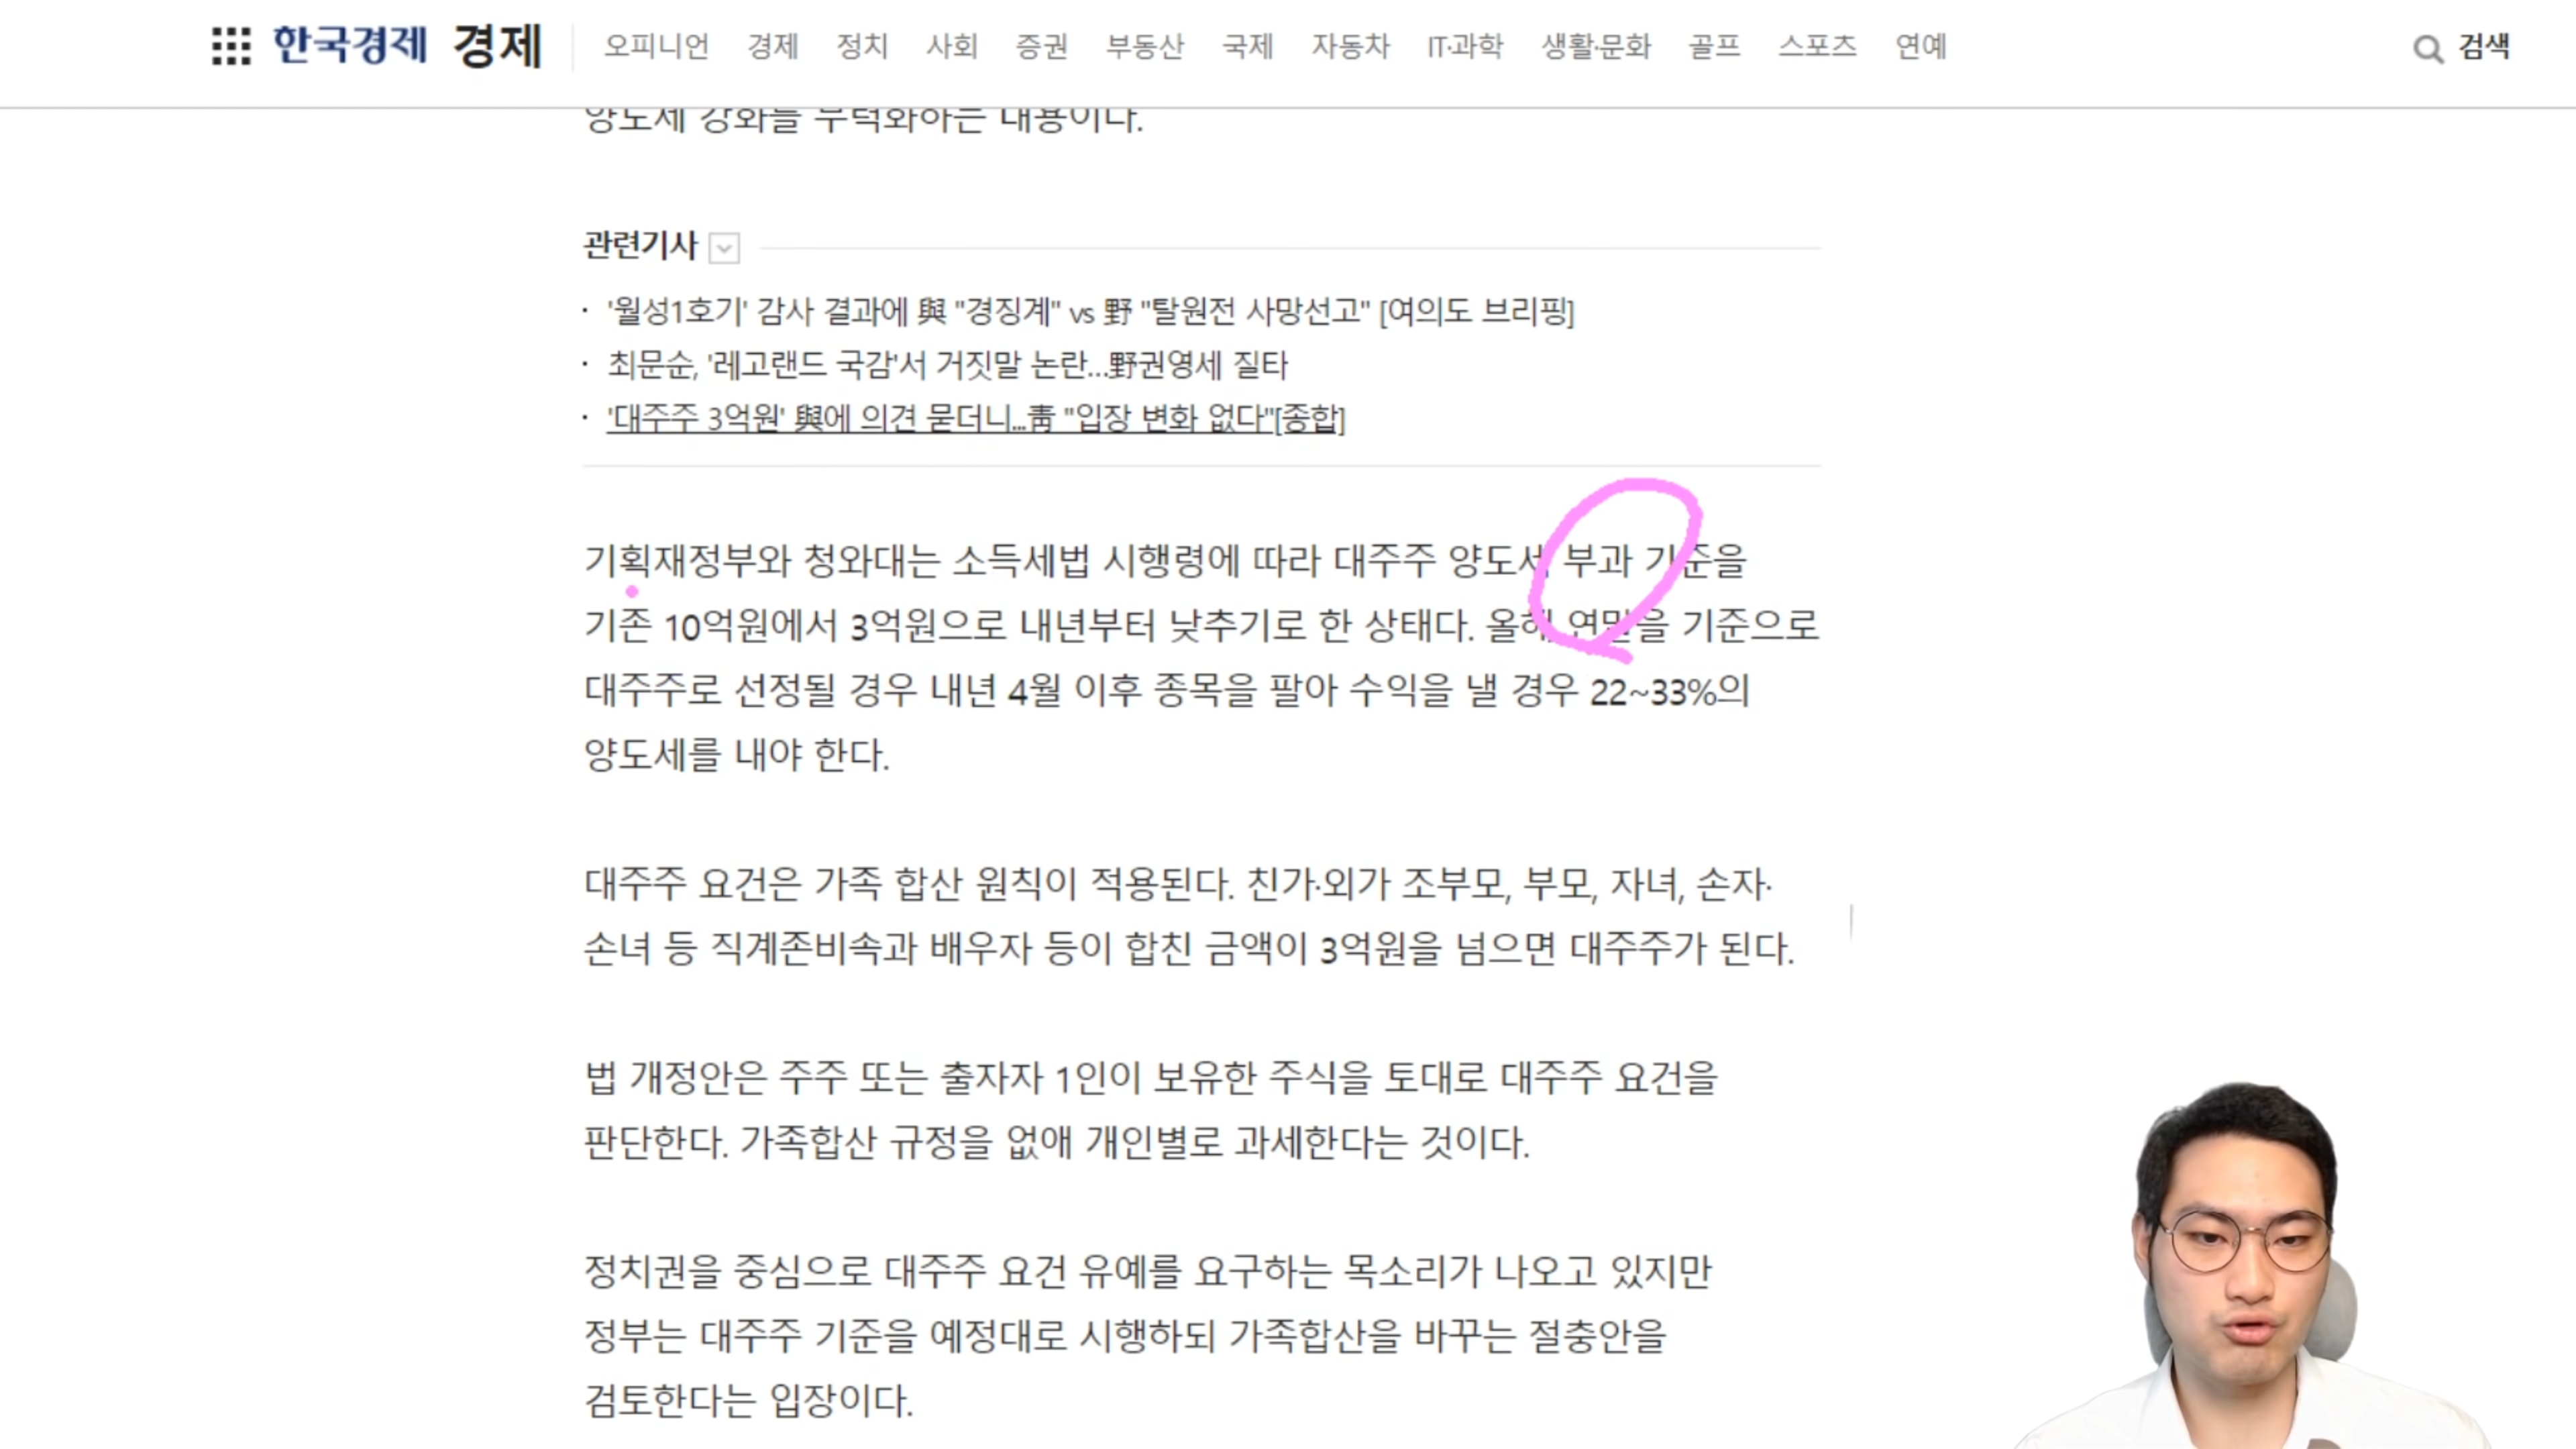 한국경제 경제 오피니언 경제 정치 사회 증권 부동산 국제 자동차 IT·과학 생활·문화 골프 스포츠 연예 검색
양도세 강화를 무력화하는 내용이다.
관련기사
· '월성1호기' 감사 결과에 與 "경징계" vs 野 "탈원전 사망선고" [여의도 브리핑]
· 최문순, '레고랜드 국감'서 거짓말 논란…野권영세 질타
· '대주주 3억원' 與에 의견 묻더니…靑 "입장 변화 없다"[종합]
기획재정부와 청와대는 소득세법 시행령에 따라 대주주 양도세 부과 기준을
기존 10억원에서 3억원으로 내년부터 낮추기로 한 상태다. 올해 연말을 기준으로
대주주로 선정될 경우 내년 4월 이후 종목을 팔아 수익을 낼 경우 22~33%의
양도세를 내야 한다.
대주주 요건은 가족 합산 원칙이 적용된다. 친가·외가 조부모, 부모, 자녀, 손자·
손녀 등 직계존비속과 배우자 등이 합친 금액이 3억원을 넘으면 대주주가 된다.
법 개정안은 주주 또는 출자자 1인이 보유한 주식을 토대로 대주주 요건을
판단한다. 가족합산 규정을 없애 개인별로 과세한다는 것이다.
정치권을 중심으로 대주주 요건 유예를 요구하는 목소리가 나오고 있지만
정부는 대주주 기준을 예정대로 시행하되 가족합산을 바꾸는 절충안을
검토한다는 입장이다.